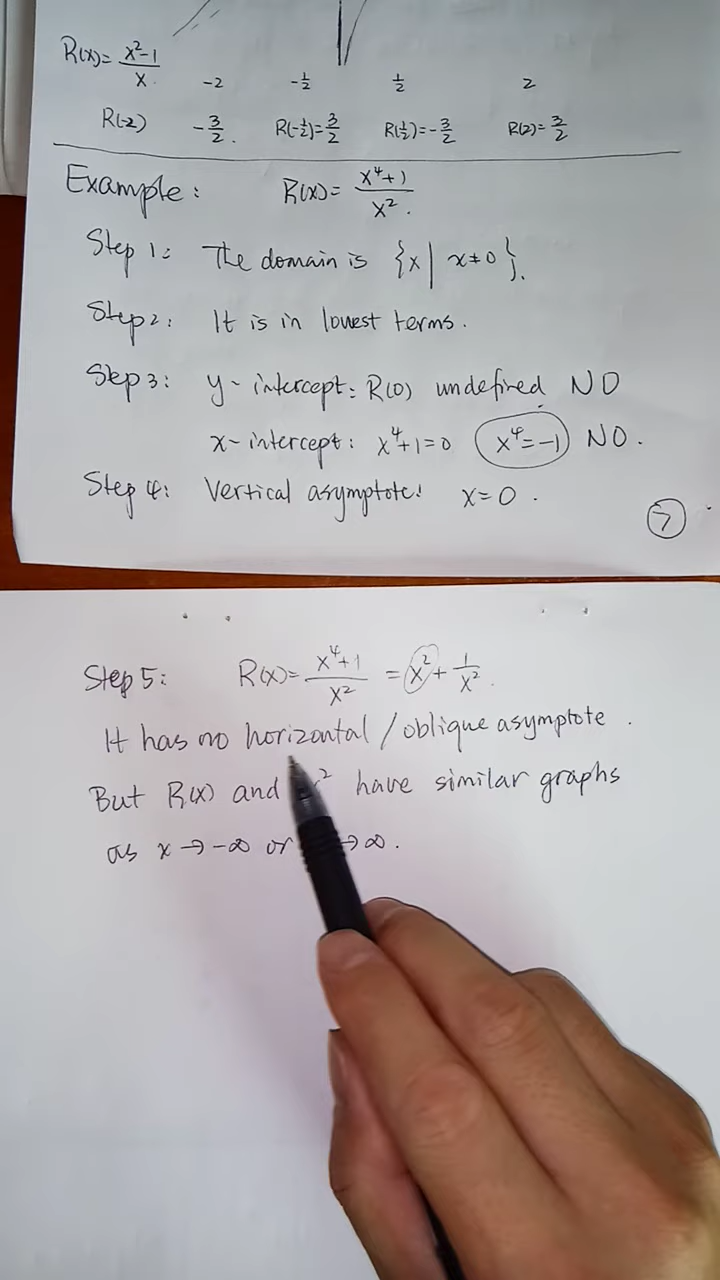 R(x)= x²-1 / x -2 -1/2 1/2 2
R(-2) -3/2. R(-1/2)=3/2 R(1/2)=-3/2 R(2)=3/2
Example: R(x)= x⁴+1 / x².
Step 1: The domain is {x | x≠0}.
Step2: It is in lowest terms.
Step3: y-intercept: R(0) undefined NO
x-intercept: x⁴+1=0 x⁴=-1 NO.
Step 4: Vertical asymptote: x=0.
7
Step 5: R(x)= x⁴+1 / x² = x² + 1/x².
It has no horizontal / oblique asymptote.
But R(x) and ² have similar graphs
as x→-∞ or →∞.